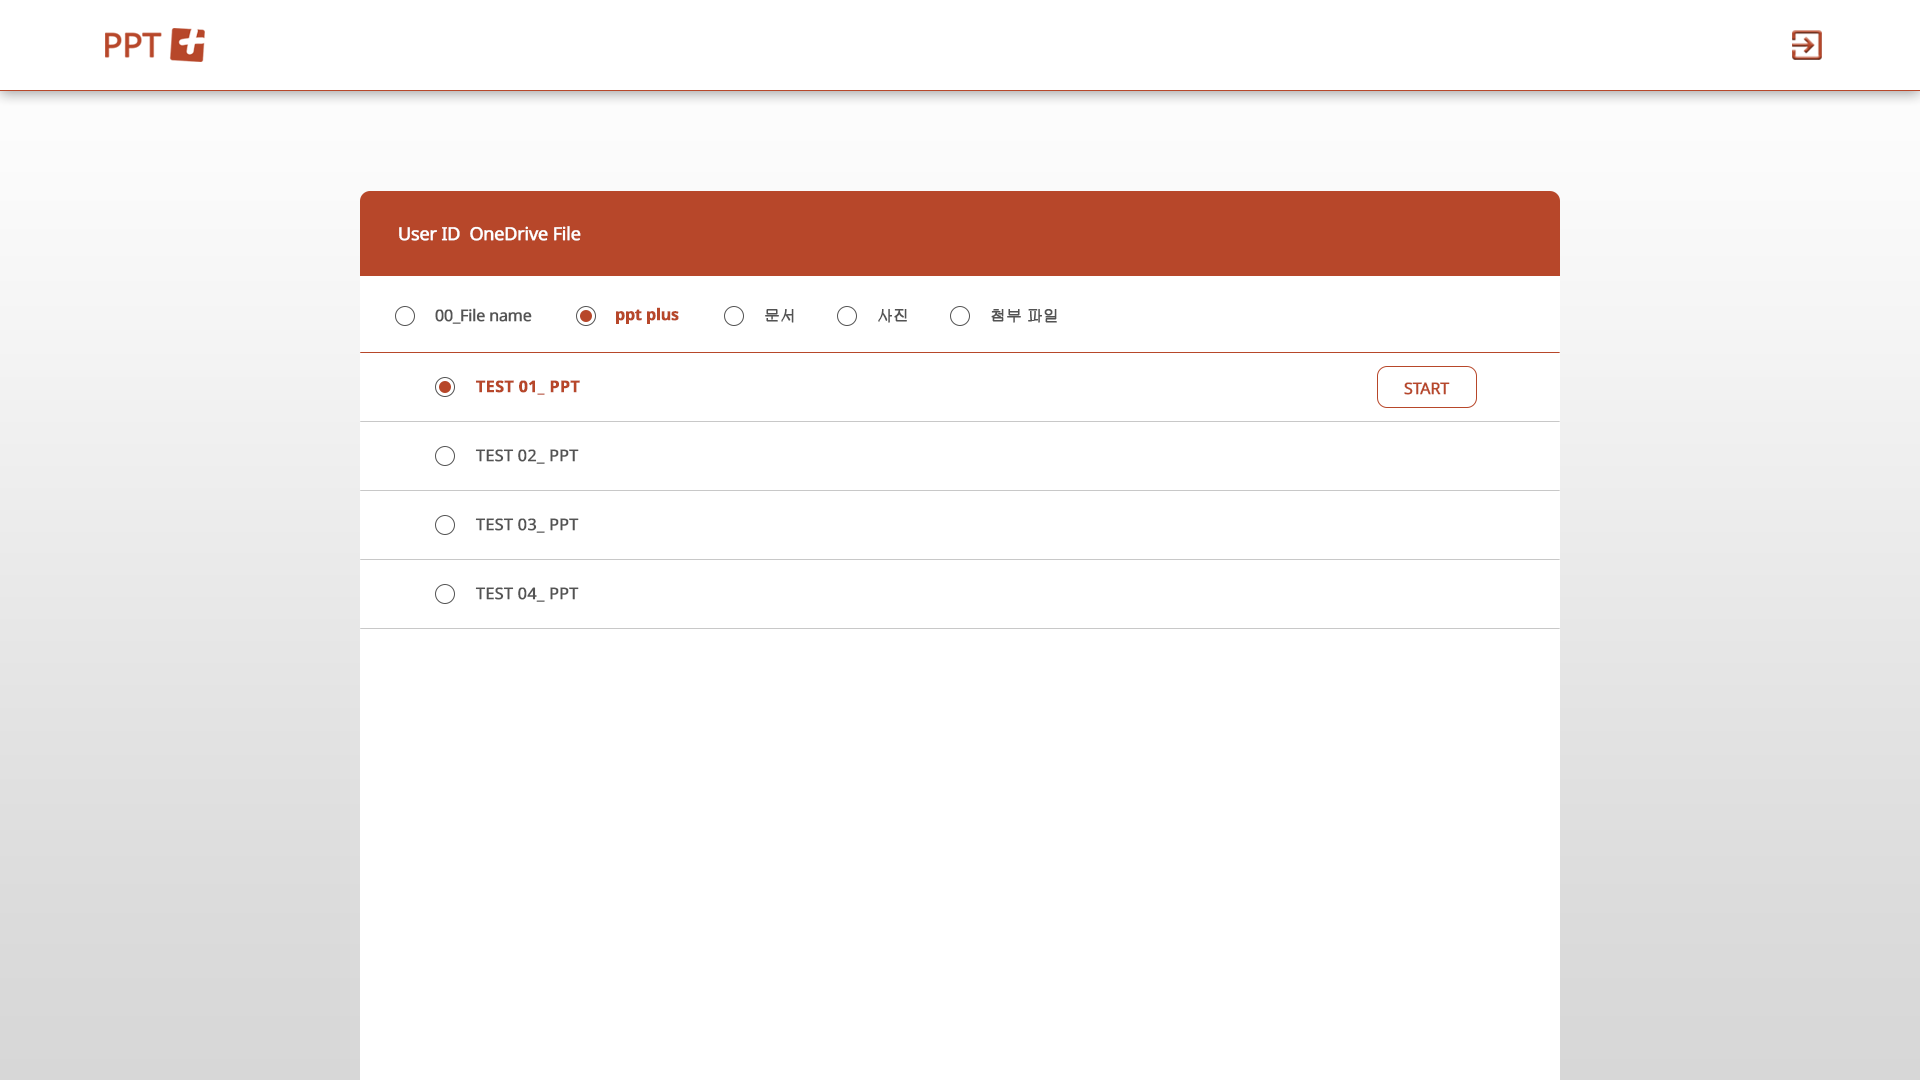 PPT
User ID  OneDrive File
00_File name ppt plus 문서 사진 첨부 파일
TEST 01_ PPT START
TEST 02_ PPT
TEST 03_ PPT
TEST 04_ PPT